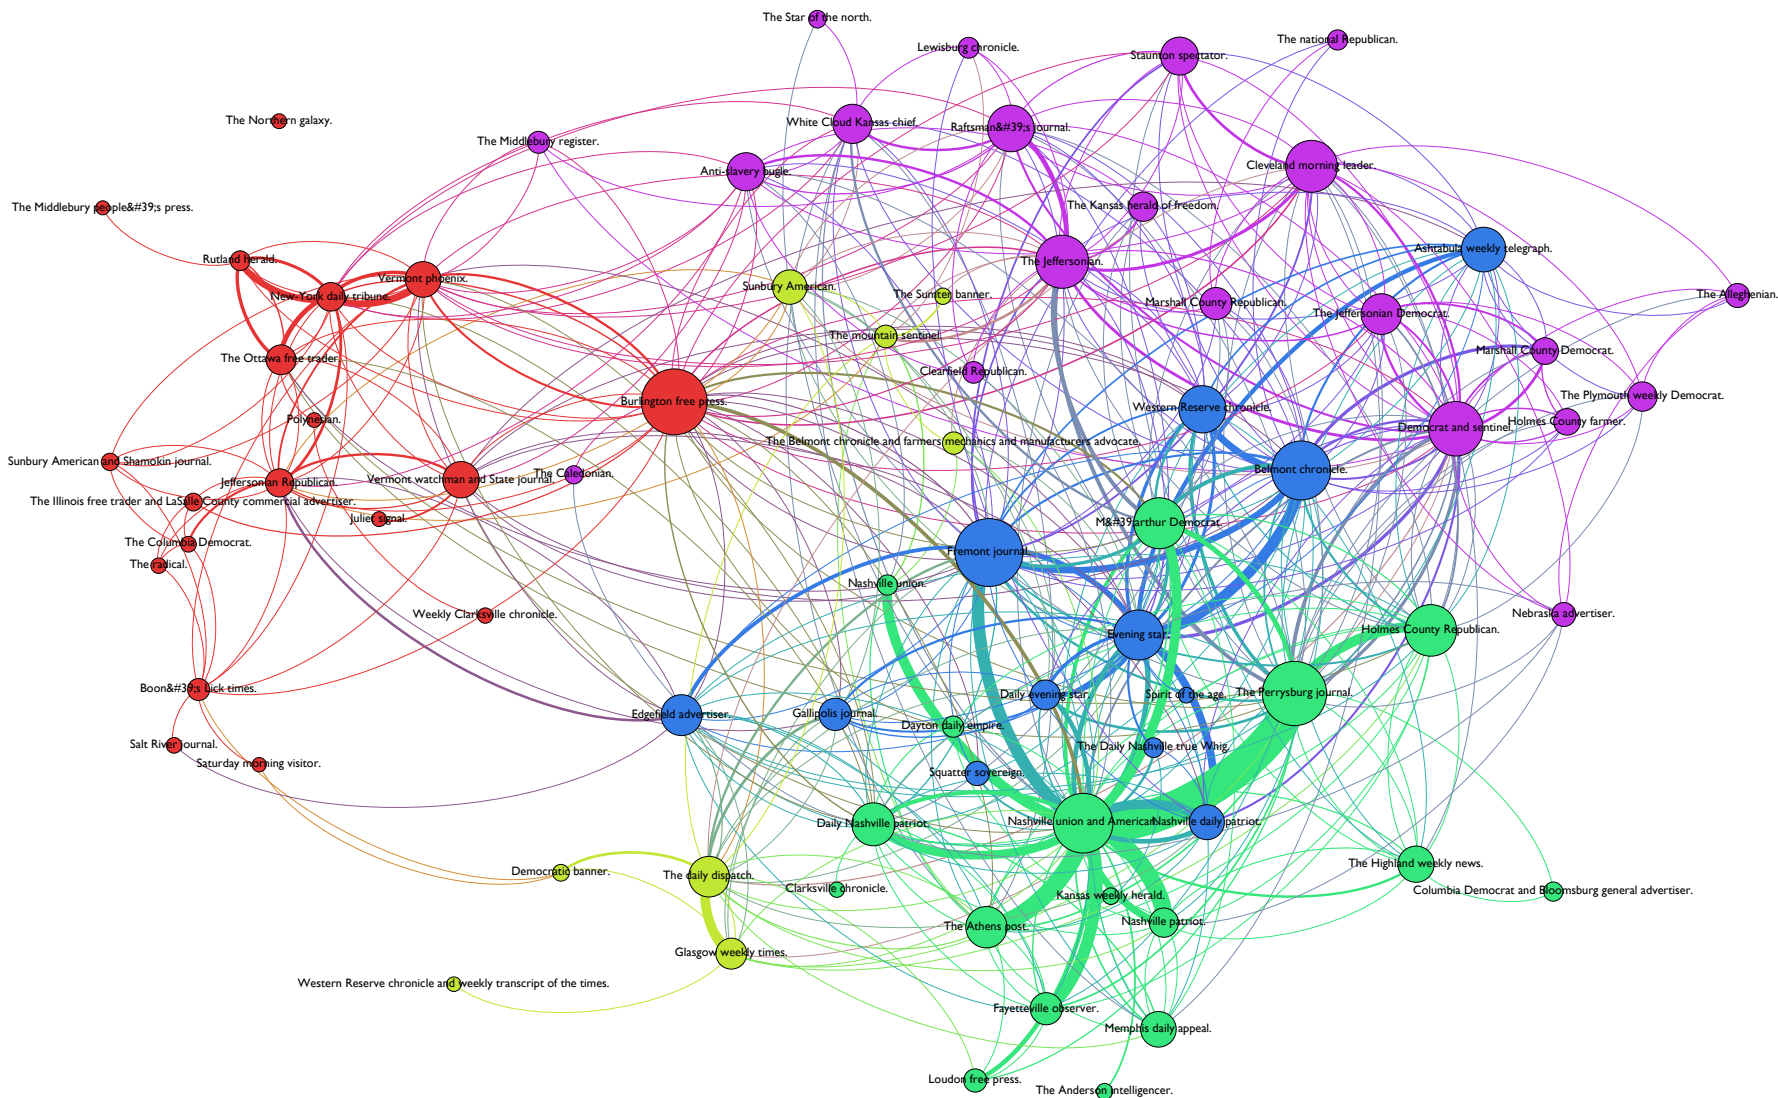 The Star of the north.
Lewisburg chronicle.
The national Republican.
Staunton spectator.
The Northern galaxy.
White Cloud Kansas chief.
Raftsman&#39;s journal.
The Middlebury register.
Cleveland morning leader.
Anti-slavery bugle.
The Middlebury people&#39;s press.
The Kansas herald of freedom.
Ashtabula weekly telegraph.
Rutland herald.
The Jeffersonian.
Vermont phoenix.
Sunbury American.
New-York daily tribune.
The Sumter banner.
The Alleghenian.
Marshall County Republican.
The Jeffersonian Democrat.
The mountain sentinel.
The Ottawa free trader.
Marshall County Democrat.
Clearfield Republican.
The Plymouth weekly Democrat.
Burlington free press.
Western Reserve chronicle.
Polynesian.
Holmes County farmer.
Democrat and sentinel.
The Belmont chronicle and farmers, mechanics and manufacturers advocate.
Sunbury American and Shamokin journal.
Belmont chronicle.
The Caledonian.
Vermont watchman and State journal.
Jeffersonian Republican.
The Illinois free trader and LaSalle County commercial advertiser.
Juliet signal.
M&#39;arthur Democrat.
The Columbia Democrat.
Fremont journal.
The radical.
Nashville union.
Weekly Clarksville chronicle.
Nebraska advertiser.
Holmes County Republican.
Evening star.
Boon&#39;s Lick times.
The Perrysburg journal.
Daily evening star.
Spirit of the age.
Edgefield advertiser.
Gallipolis journal.
Dayton daily empire.
Salt River journal.
The Daily Nashville true Whig.
Saturday morning visitor.
Squatter sovereign.
Daily Nashville patriot.
Nashville union and American.
Nashville daily patriot.
The Highland weekly news.
Democratic banner.
The daily dispatch.
Clarksville chronicle.
Columbia Democrat and Bloomsburg general advertiser.
Kansas weekly herald.
Nashville patriot.
The Athens post.
Glasgow weekly times.
Western Reserve chronicle and weekly transcript of the times.
Fayetteville observer.
Memphis daily appeal.
Loudon free press.
The Anderson intelligencer.